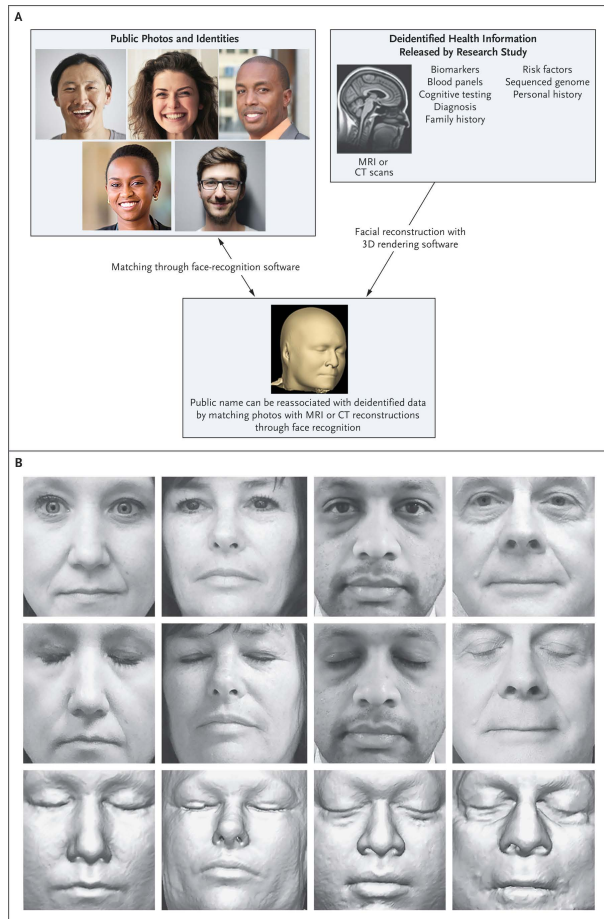 A
Public Photos and Identities
Deidentified Health Information
Released by Research Study
Biomarkers
Blood panels
Cognitive testing
Diagnosis
Family history
Risk factors
Sequenced genome
Personal history
MRI or
CT scans
Facial reconstruction with
3D rendering software
Matching through face-recognition software
Public name can be reassociated with deidentified data
by matching photos with MRI or CT reconstructions
through face recognition
B